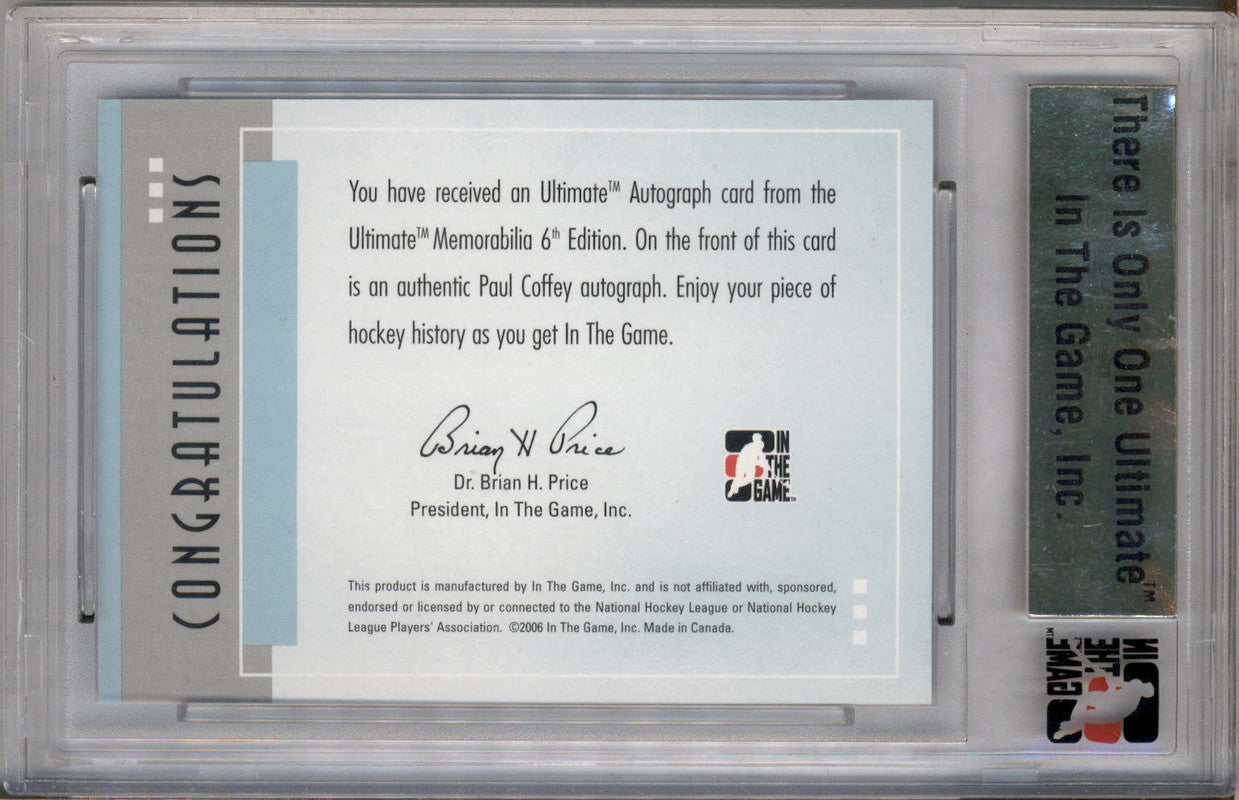 CONGRATULATIONS
You have received an Ultimate™ Autograph card from the
Ultimate™ Memorabilia 6th Edition. On the front of this card
is an authentic Paul Coffey autograph. Enjoy your piece of
hockey history as you get In The Game.
Brian H Price
Dr. Brian H. Price
President, In The Game, Inc.
IN
THE
GAME™
This product is manufactured by In The Game, Inc. and is not affiliated with, sponsored,
endorsed or licensed by or connected to the National Hockey League or National Hockey
League Players' Association. ©2006 In The Game, Inc. Made in Canada.
There Is Only One Ultimate™
In The Game, Inc.
IN
THE
GAME